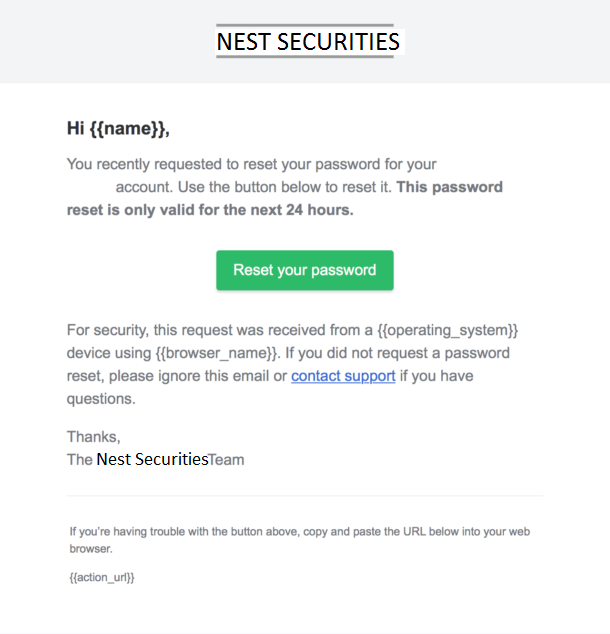 NEST SECURITIES
Hi {{name}},
You recently requested to reset your password for your
account. Use the button below to reset it. This password
reset is only valid for the next 24 hours.
Reset your password
For security, this request was received from a {{operating_system}}
device using {{browser_name}}. If you did not request a password
reset, please ignore this email or contact support if you have
questions.
Thanks,
The Nest SecuritiesTeam
If you’re having trouble with the button above, copy and paste the URL below into your web
browser.
{{action_url}}